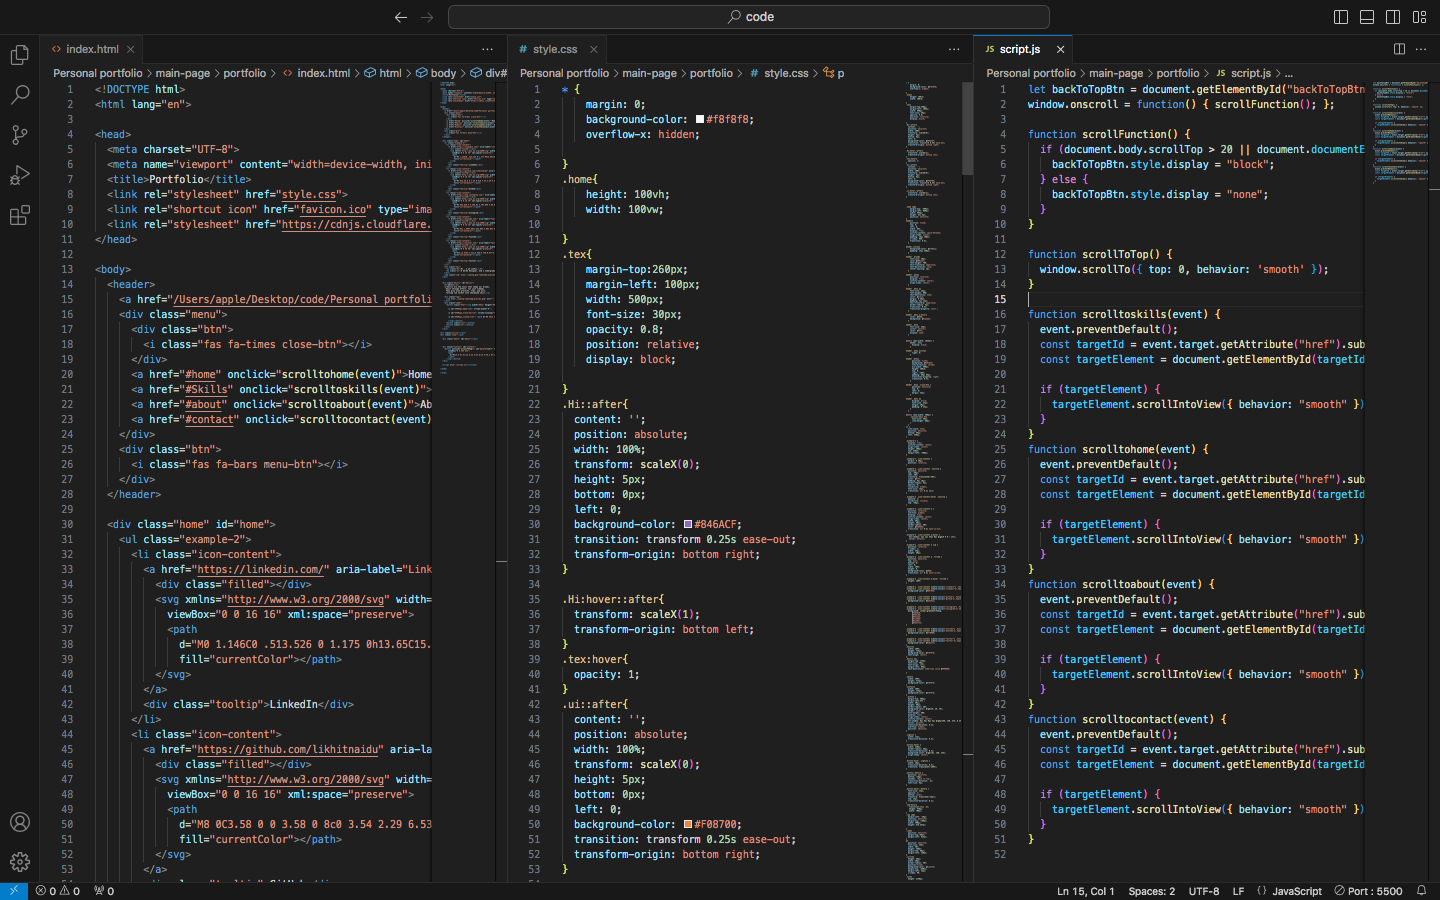 code
index.html
Personal portfolio > main-page > portfolio > index.html > html > body > div#
1 <!DOCTYPE html>
2 <html lang="en">
3
4 <head>
5 <meta charset="UTF-8">
6 <meta name="viewport" content="width=device-width, ini
7 <title>Portfolio</title>
8 <link rel="stylesheet" href="style.css">
9 <link rel="shortcut icon" href="favicon.ico" type="ima
10 <link rel="stylesheet" href="https://cdnjs.cloudflare.
11 </head>
12
13 <body>
14 <header>
15 <a href="/Users/apple/Desktop/code/Personal portfoli
16 <div class="menu">
17 <div class="btn">
18 <i class="fas fa-times close-btn"></i>
19 </div>
20 <a href="#home" onclick="scrolltohome(event)">Home
21 <a href="#Skills" onclick="scrolltoskills(event)">
22 <a href="#about" onclick="scrolltoabout(event)">Ab
23 <a href="#contact" onclick="scrolltocontact(event)
24 </div>
25 <div class="btn">
26 <i class="fas fa-bars menu-btn"></i>
27 </div>
28 </header>
29
30 <div class="home" id="home">
31 <ul class="example-2">
32 <li class="icon-content">
33 <a href="https://linkedin.com/" aria-label="Link
34 <div class="filled"></div>
35 <svg xmlns="http://www.w3.org/2000/svg" width=
36 viewBox="0 0 16 16" xml:space="preserve">
37 <path
38 d="M0 1.146C0 .513.526 0 1.175 0h13.65C15.
39 fill="currentColor"></path>
40 </svg>
41 </a>
42 <div class="tooltip">LinkedIn</div>
43 </li>
44 <li class="icon-content">
45 <a href="https://github.com/likhitnaidu" aria-la
46 <div class="filled"></div>
47 <svg xmlns="http://www.w3.org/2000/svg" width=
48 viewBox="0 0 16 16" xml:space="preserve">
49 <path
50 d="M8 0C3.58 0 0 3.58 0 8c0 3.54 2.29 6.53
51 fill="currentColor"></path>
52 </svg>
53 </a>
style.css
Personal portfolio > main-page > portfolio > # style.css > p
1 * {
2 margin: 0;
3 background-color: #f8f8f8;
4 overflow-x: hidden;
5
6 }
7 .home{
8 height: 100vh;
9 width: 100vw;
10
11 }
12 .tex{
13 margin-top:260px;
14 margin-left: 100px;
15 width: 500px;
16 font-size: 30px;
17 opacity: 0.8;
18 position: relative;
19 display: block;
20
21 }
22 .Hi::after{
23 content: '';
24 position: absolute;
25 width: 100%;
26 transform: scaleX(0);
27 height: 5px;
28 bottom: 0px;
29 left: 0;
30 background-color: #846ACF;
31 transition: transform 0.25s ease-out;
32 transform-origin: bottom right;
33 }
34
35 .Hi:hover::after{
36 transform: scaleX(1);
37 transform-origin: bottom left;
38 }
39 .tex:hover{
40 opacity: 1;
41 }
42 .ui::after{
43 content: '';
44 position: absolute;
45 width: 100%;
46 transform: scaleX(0);
47 height: 5px;
48 bottom: 0px;
49 left: 0;
50 background-color: #F08700;
51 transition: transform 0.25s ease-out;
52 transform-origin: bottom right;
53 }
JS script.js
Personal portfolio > main-page > portfolio > JS script.js > ...
1 let backToTopBtn = document.getElementById("backToTopBtn
2 window.onscroll = function() { scrollFunction(); };
3
4 function scrollFunction() {
5 if (document.body.scrollTop > 20 || document.documentE
6 backToTopBtn.style.display = "block";
7 } else {
8 backToTopBtn.style.display = "none";
9 }
10 }
11
12 function scrollToTop() {
13 window.scrollTo({ top: 0, behavior: 'smooth' });
14 }
15
16 function scrolltoskills(event) {
17 event.preventDefault();
18 const targetId = event.target.getAttribute("href").sub
19 const targetElement = document.getElementById(targetId
20
21 if (targetElement) {
22 targetElement.scrollIntoView({ behavior: "smooth" })
23 }
24 }
25 function scrolltohome(event) {
26 event.preventDefault();
27 const targetId = event.target.getAttribute("href").sub
28 const targetElement = document.getElementById(targetId
29
30 if (targetElement) {
31 targetElement.scrollIntoView({ behavior: "smooth" })
32 }
33 }
34 function scrolltoabout(event) {
35 event.preventDefault();
36 const targetId = event.target.getAttribute("href").sub
37 const targetElement = document.getElementById(targetId
38
39 if (targetElement) {
40 targetElement.scrollIntoView({ behavior: "smooth" })
41 }
42 }
43 function scrolltocontact(event) {
44 event.preventDefault();
45 const targetId = event.target.getAttribute("href").sub
46 const targetElement = document.getElementById(targetId
47
48 if (targetElement) {
49 targetElement.scrollIntoView({ behavior: "smooth" })
50 }
51 }
52
0 0 0
Ln 15, Col 1 Spaces: 2 UTF-8 LF {} JavaScript Port : 5500